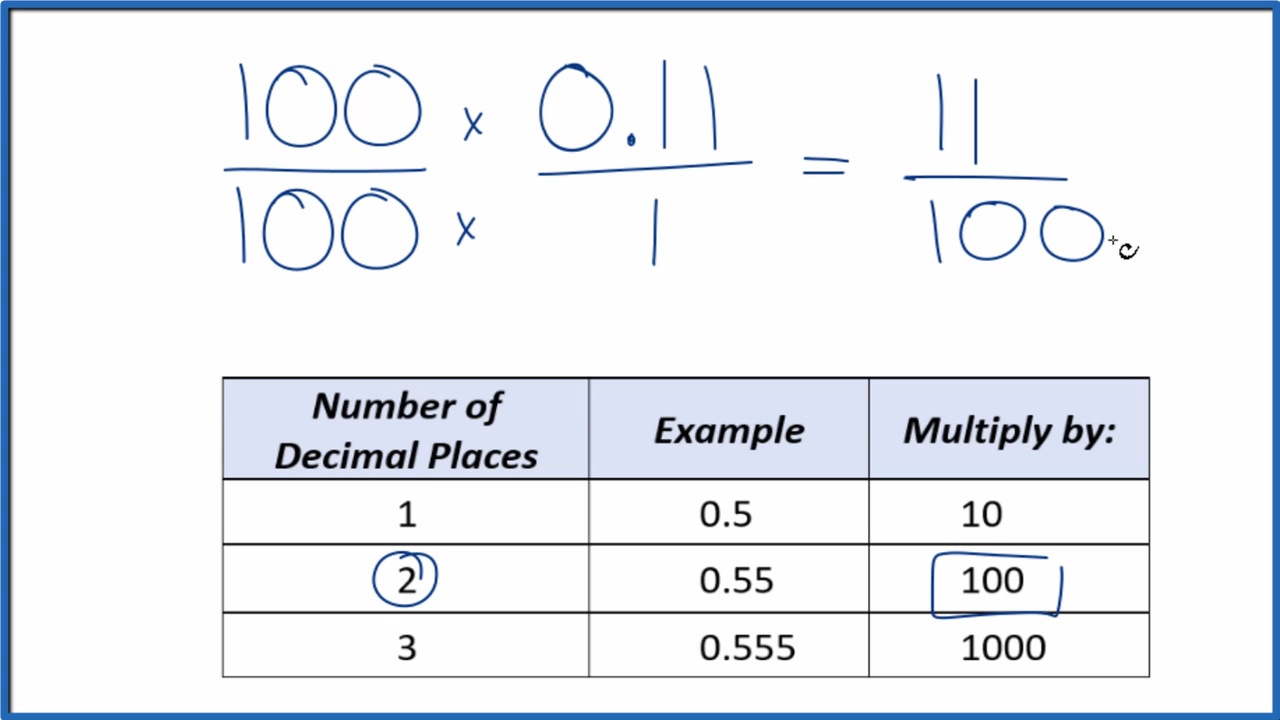 100 × 0.11 = 11
100 × 1 100
Number of Decimal Places Example Multiply by:
1 0.5 10
2 0.55 100
3 0.555 1000